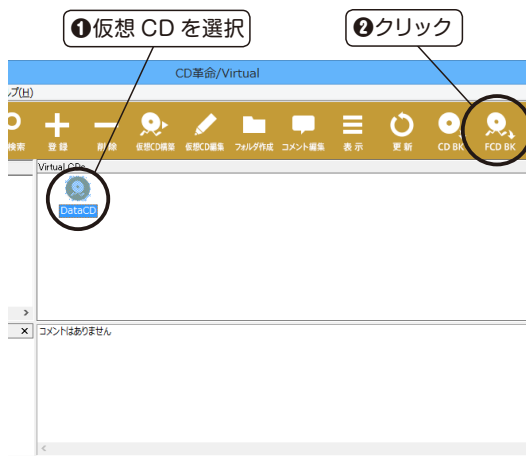 ❶仮想 CD を選択
❷クリック
CD革命/Virtual
ルプ(H)
検索 登 録 削 除 仮想CD構築 仮想CD編集 フォルダ作成 コメント編集 表 示 更 新 CD BK FCD BK
Virtual CDs
DataCD
コメントはありません